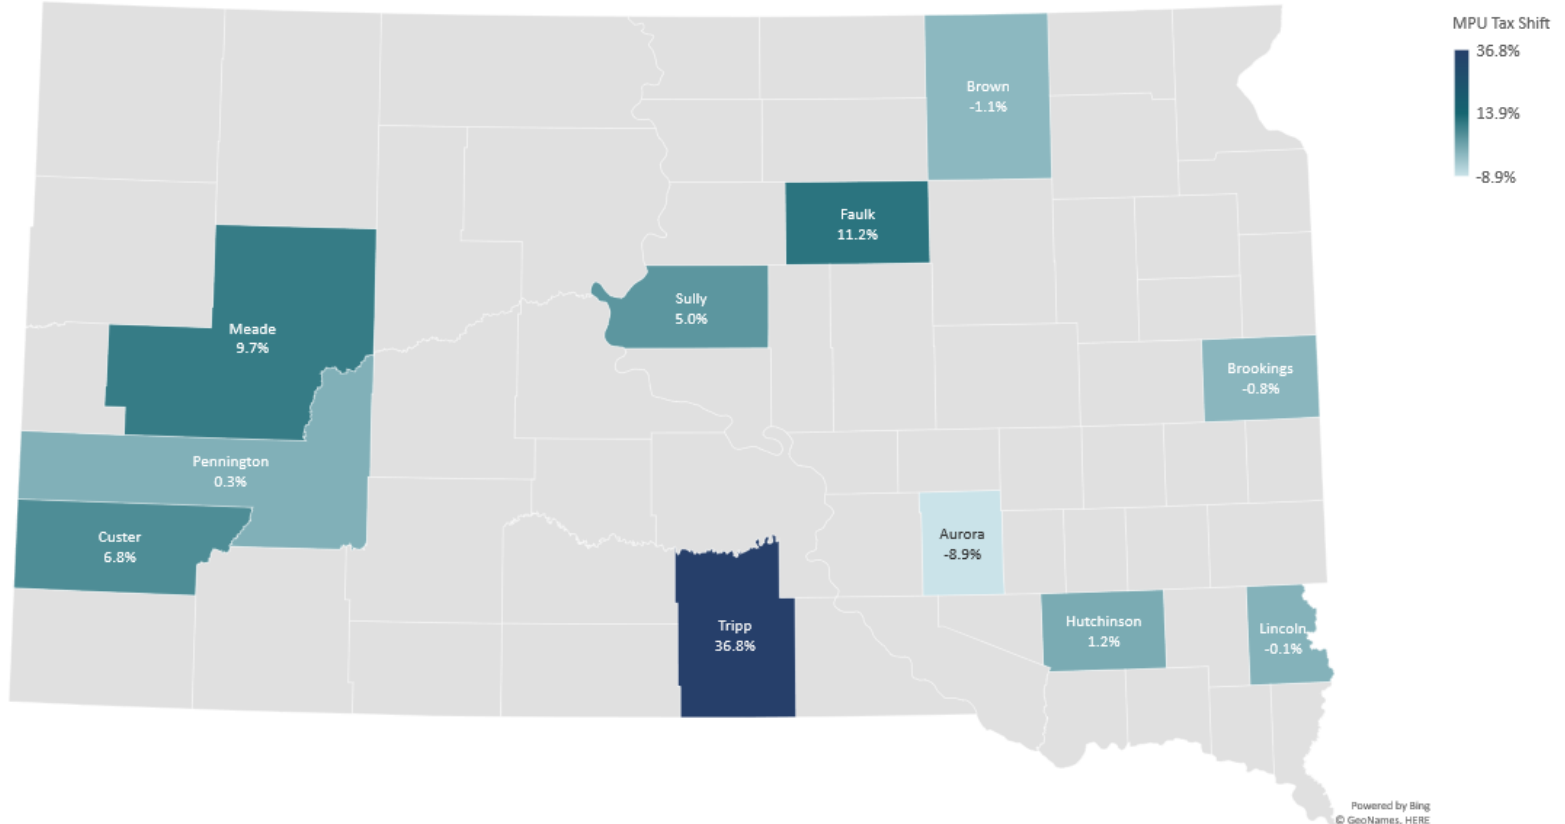 MPU Tax Shift
36.8%
13.9%
-8.9%
Brown
-1.1%
Faulk
11.2%
Sully
5.0%
Meade
9.7%
Brookings
-0.8%
Pennington
0.3%
Custer
6.8%
Aurora
-8.9%
Tripp
36.8%
Hutchinson
1.2%
Lincoln
-0.1%
Powered by Bing
© GeoNames, HERE